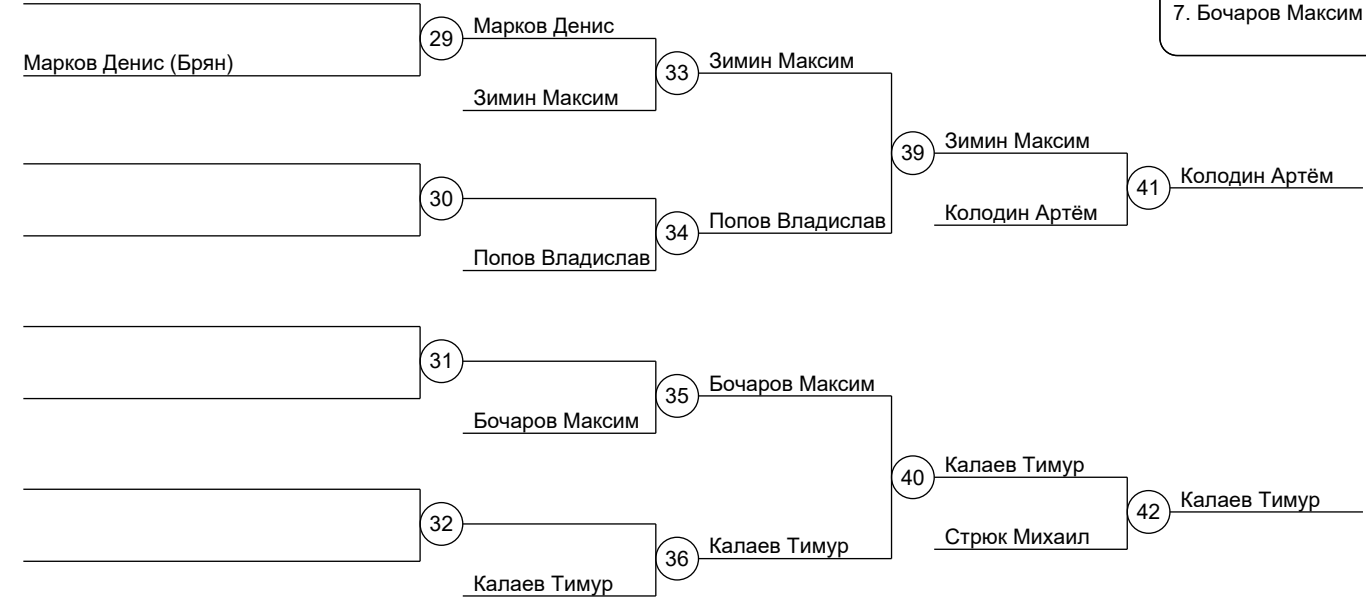 7. Бочаров Максим
29
Марков Денис
Марков Денис (Брян)
33
Зимин Максим
Зимин Максим
39
Зимин Максим
41
Колодин Артём
30
34
Попов Владислав
Колодин Артём
Попов Владислав
31
35
Бочаров Максим
Бочаров Максим
40
Калаев Тимур
42
Калаев Тимур
32
36
Калаев Тимур
Стрюк Михаил
Калаев Тимур